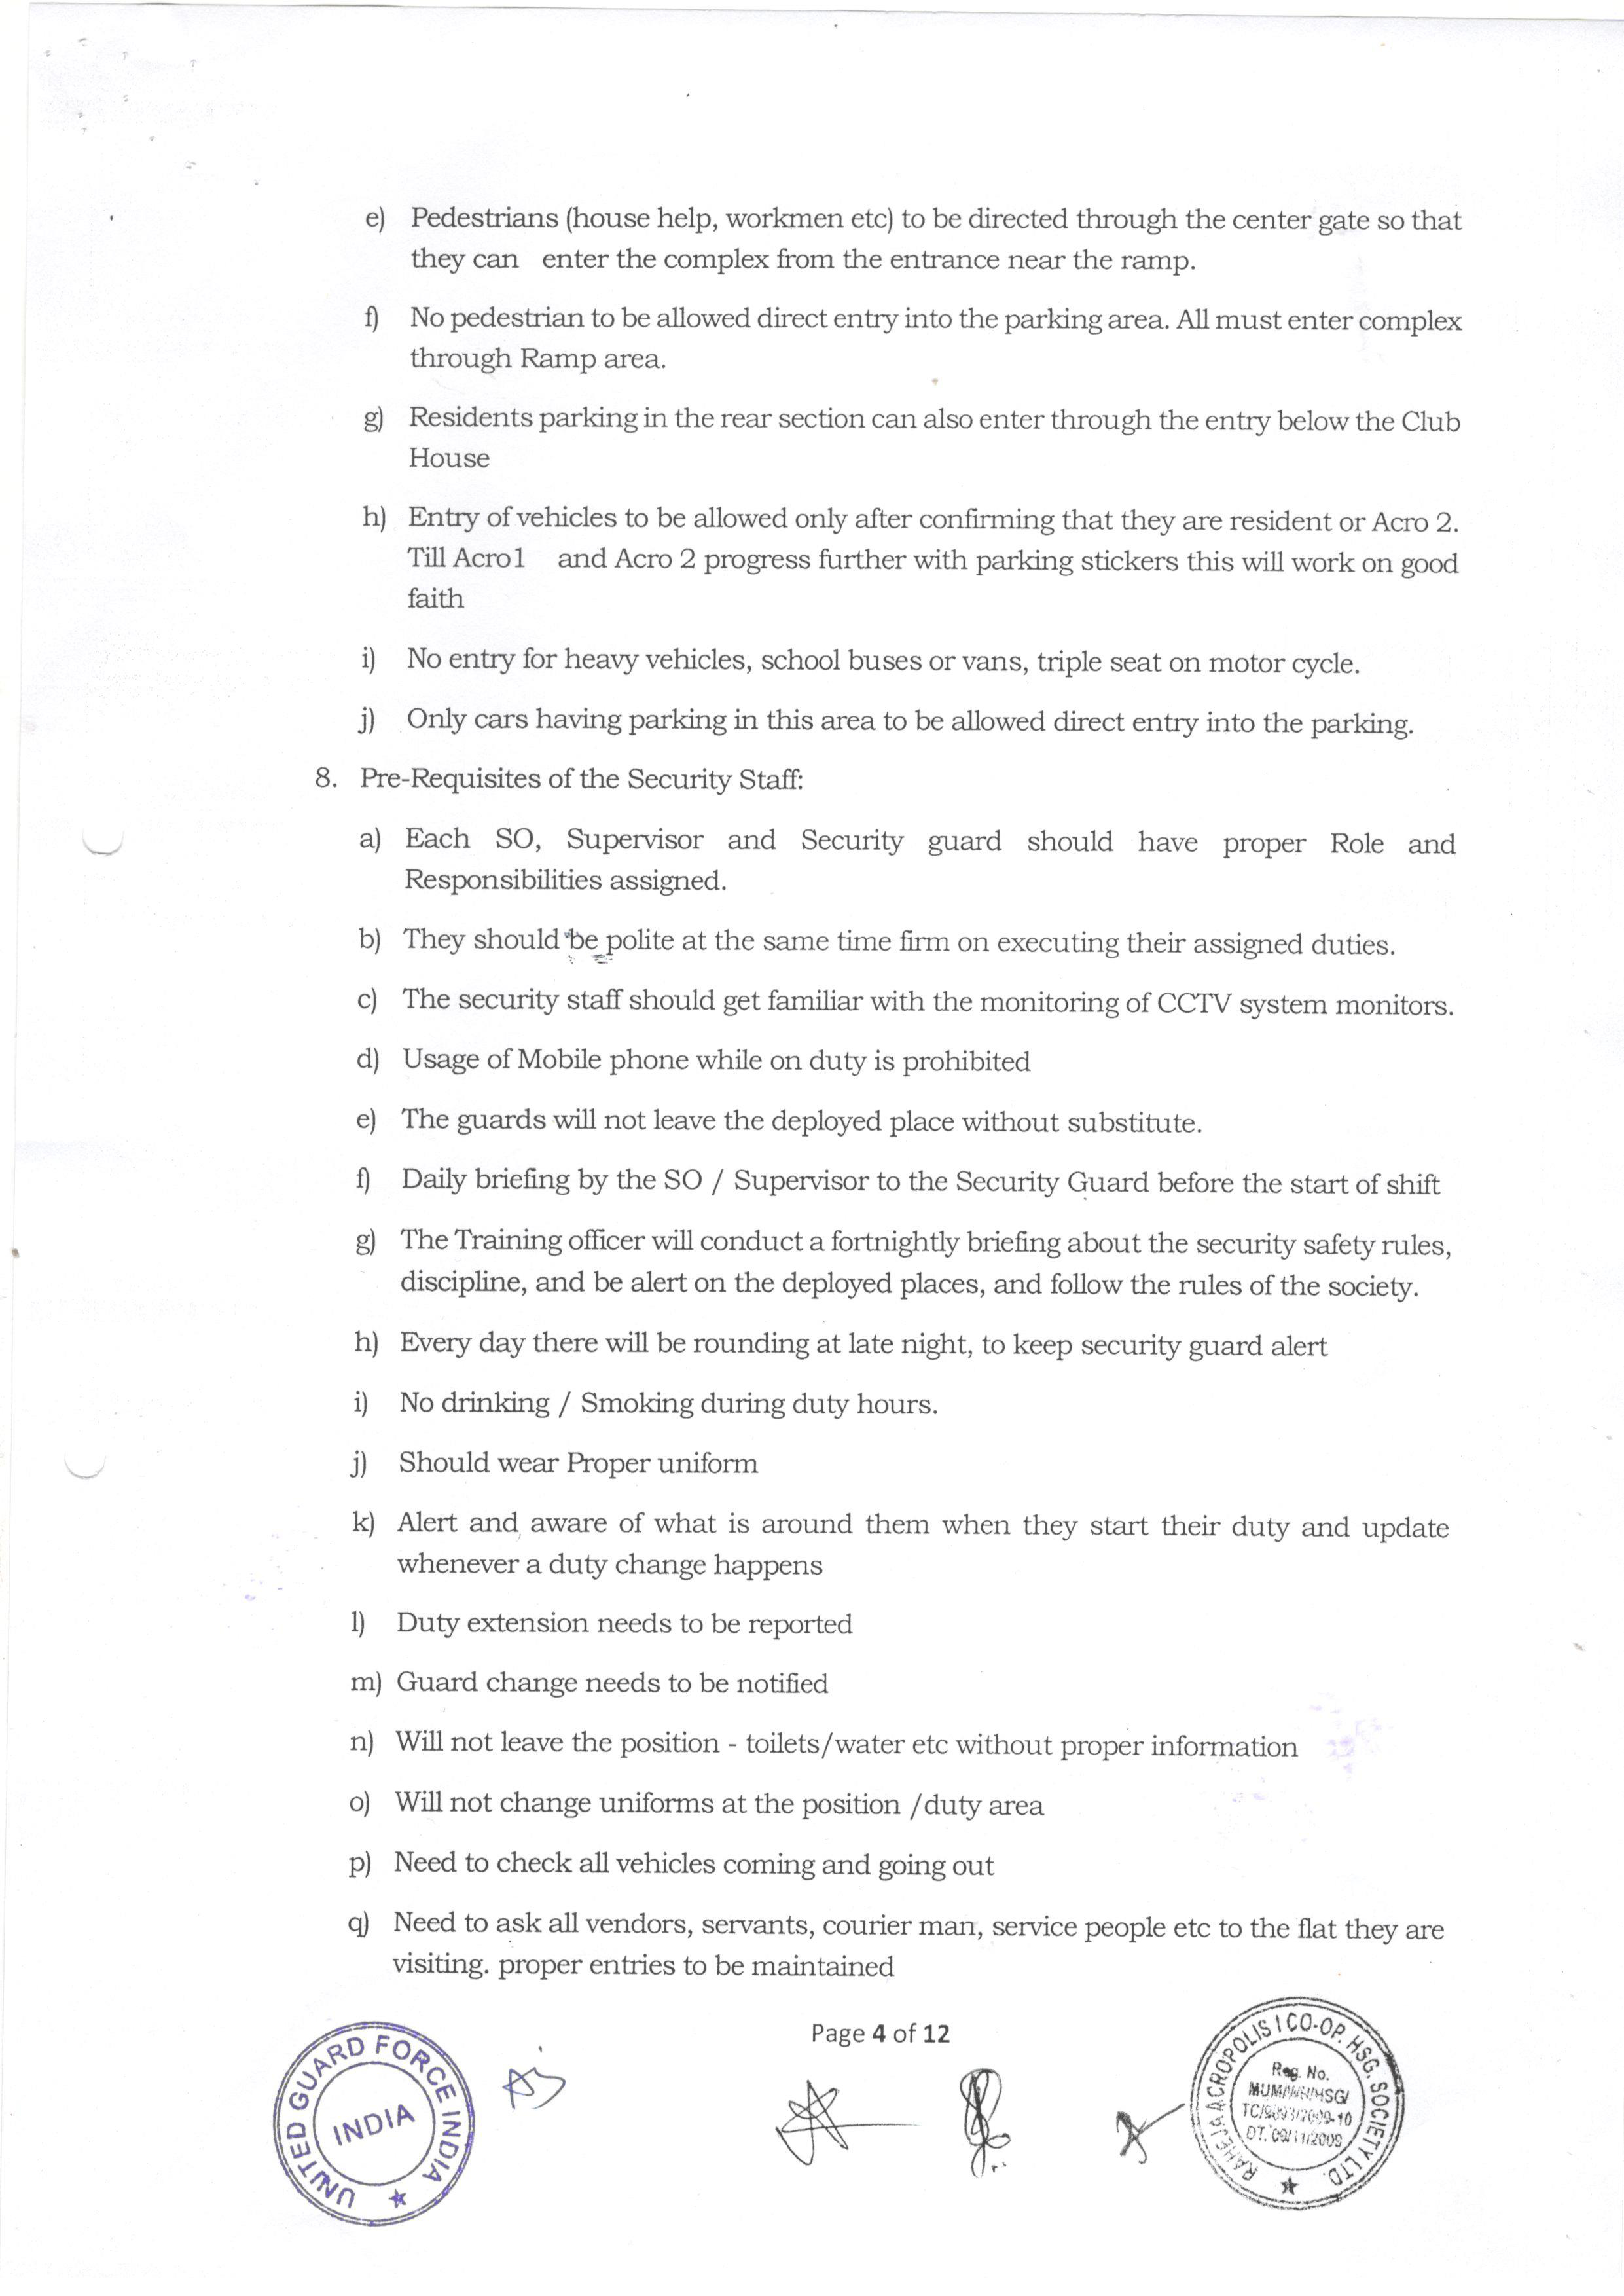 e) Pedestrians (house help, workmen etc) to be directed through the center gate so that
they can enter the complex from the entrance near the ramp.
f) No pedestrian to be allowed direct entry into the parking area. All must enter complex
through Ramp area.
g) Residents parking in the rear section can also enter through the entry below the Club
House
h) Entry of vehicles to be allowed only after confirming that they are resident or Acro 2.
Till Acro1 and Acro 2 progress further with parking stickers this will work on good
faith
i) No entry for heavy vehicles, school buses or vans, triple seat on motor cycle.
j) Only cars having parking in this area to be allowed direct entry into the parking.
8. Pre-Requisites of the Security Staff:
a) Each SO, Supervisor and Security guard should have proper Role and
Responsibilities assigned.
b) They should be polite at the same time firm on executing their assigned duties.
c) The security staff should get familiar with the monitoring of CCTV system monitors.
d) Usage of Mobile phone while on duty is prohibited
e) The guards will not leave the deployed place without substitute.
f) Daily briefing by the SO / Supervisor to the Security Guard before the start of shift
g) The Training officer will conduct a fortnightly briefing about the security safety rules,
discipline, and be alert on the deployed places, and follow the rules of the society.
h) Every day there will be rounding at late night, to keep security guard alert
i) No drinking / Smoking during duty hours.
j) Should wear Proper uniform
k) Alert and aware of what is around them when they start their duty and update
whenever a duty change happens
l) Duty extension needs to be reported
m) Guard change needs to be notified
n) Will not leave the position - toilets/water etc without proper information
o) Will not change uniforms at the position /duty area
p) Need to check all vehicles coming and going out
q) Need to ask all vendors, servants, courier man, service people etc to the flat they are
visiting. proper entries to be maintained
Page 4 of 12
UNITED GUARD FORCE INDIA
INDIA
RAHEJA ACROPOLIS I CO-OP. HSG. SOCIETY LTD.
Reg. No.